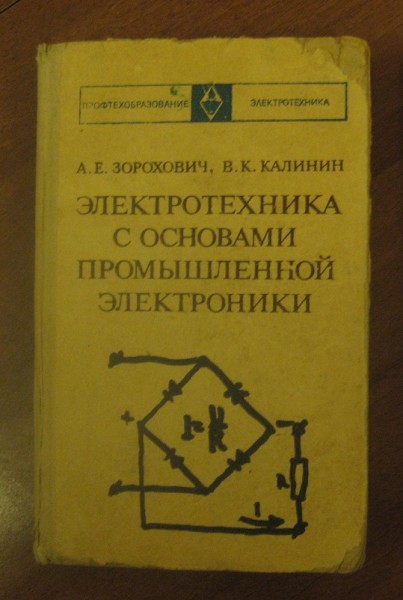 ПРОФТЕХОБРАЗОВАНИЕ ЭЛЕКТРОТЕХНИКА
А. Е. ЗОРОХОВИЧ, В. К. КАЛИНИН
ЭЛЕКТРОТЕХНИКА
С ОСНОВАМИ
ПРОМЫШЛЕННОЙ
ЭЛЕКТРОНИКИ
+ I=U/R −
R
I